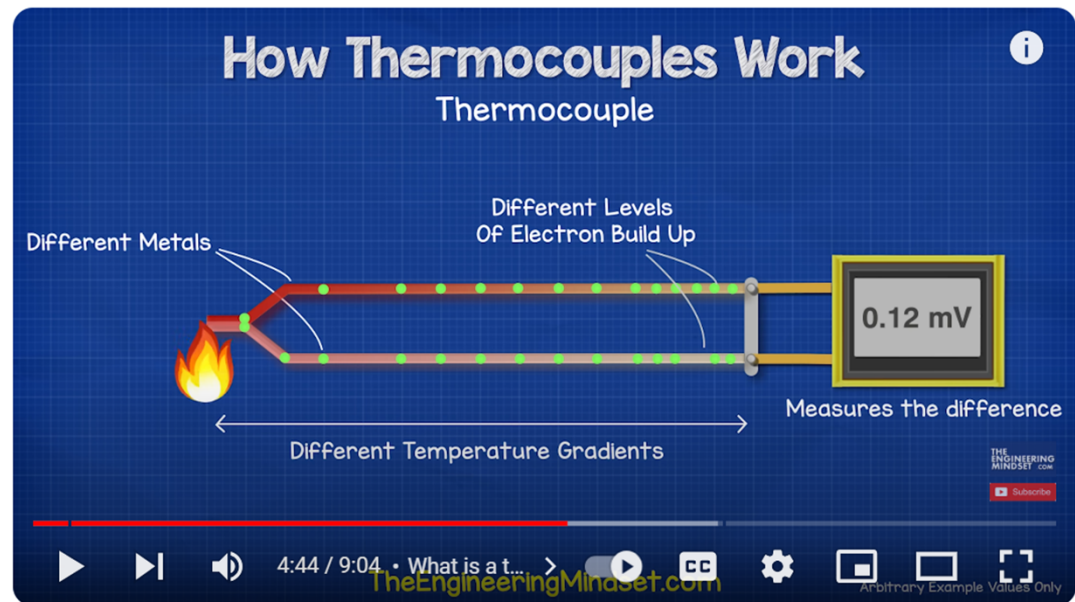 How Thermocouples Work
Thermocouple
Different Levels
Of Electron Build Up
Different Metals
0.12 mV
Measures the difference
Different Temperature Gradients
THE
ENGINEERING
MINDSET .COM
Subscribe
4:44 / 9:04 • What is a t...
CC
TheEngineeringMindset.com
Arbitrary Example Values Only